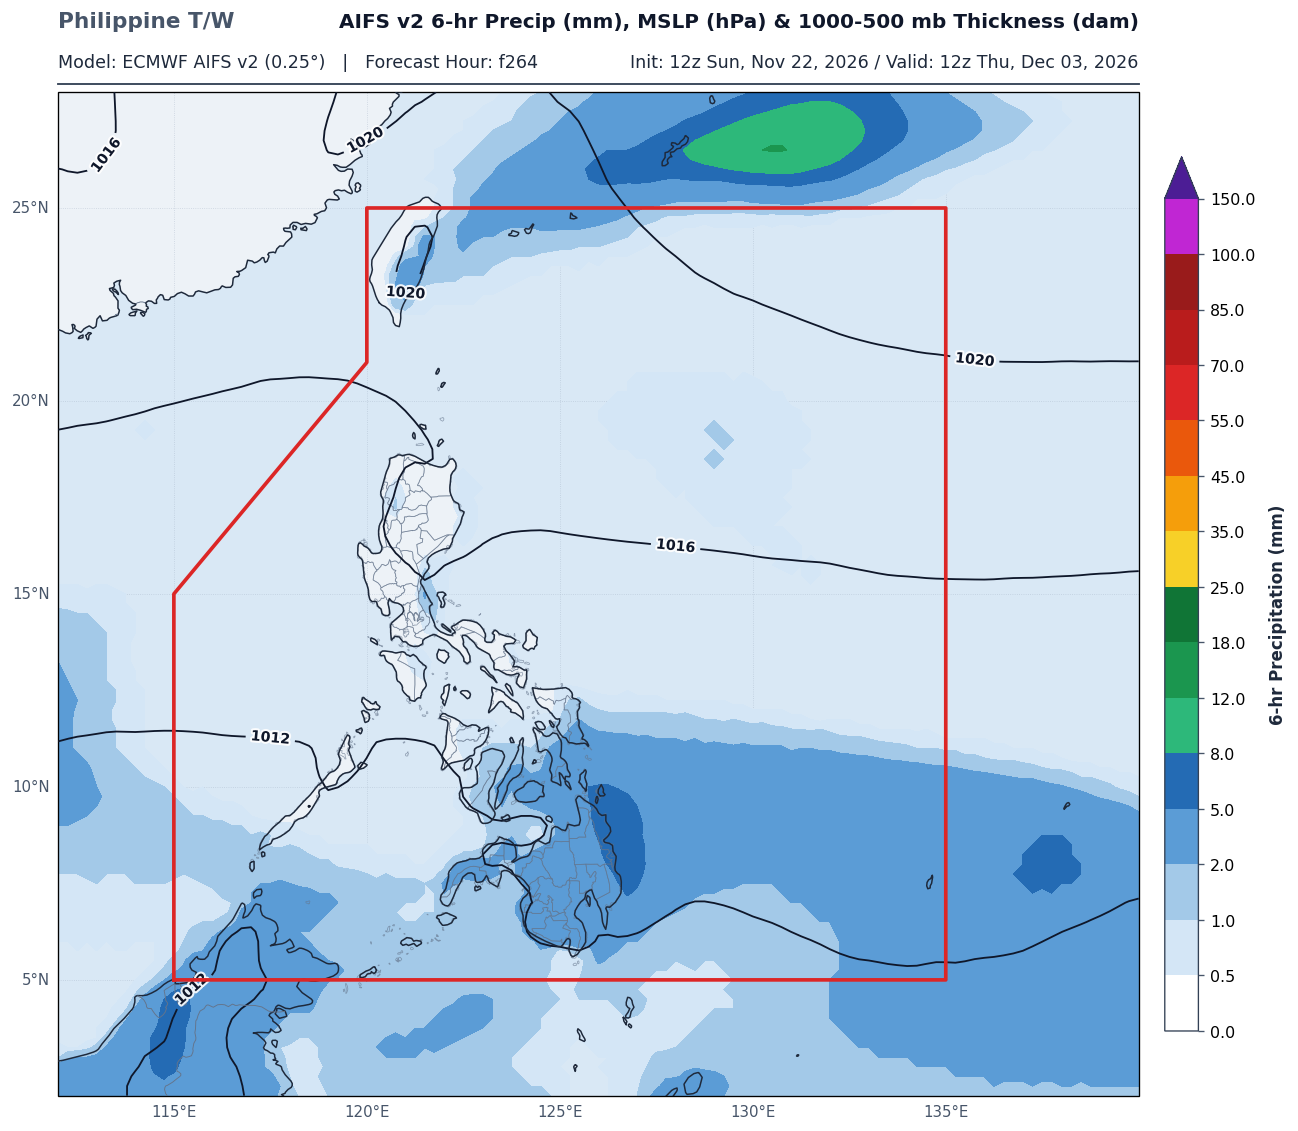 Philippine T/W
AIFS v2 6-hr Precip (mm), MSLP (hPa) & 1000-500 mb Thickness (dam)
Model: ECMWF AIFS v2 (0.25°) | Forecast Hour: f264
Init: 12z Sun, Nov 22, 2026 / Valid: 12z Thu, Dec 03, 2026
1016
1020
1020
1020
1016
1012
1012
25°N
20°N
15°N
10°N
5°N
115°E
120°E
125°E
130°E
135°E
150.0
100.0
85.0
70.0
55.0
45.0
35.0
25.0
18.0
12.0
8.0
5.0
2.0
1.0
0.5
0.0
6-hr Precipitation (mm)